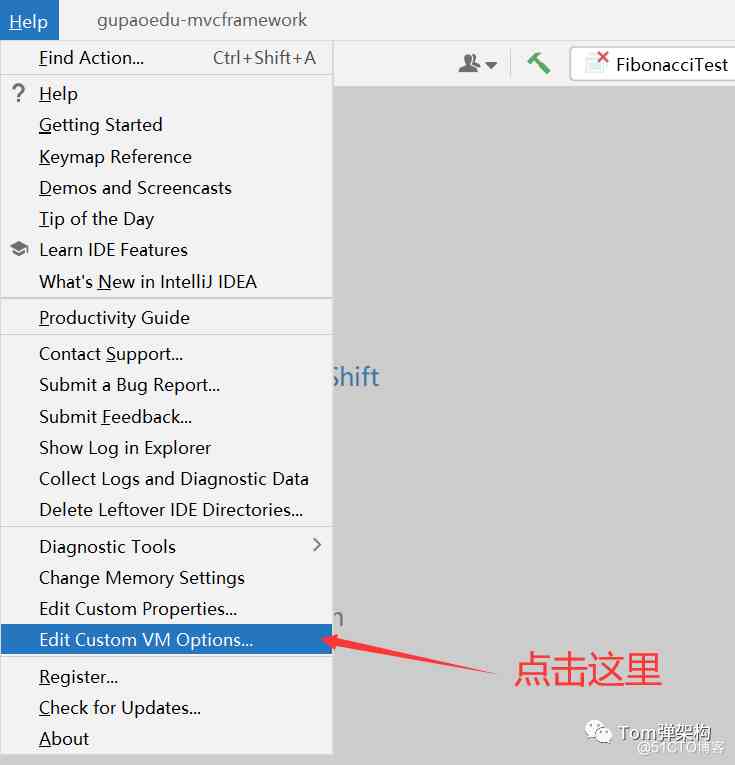 Help gupaoedu-mvcframework
Find Action... Ctrl+Shift+A
FibonacciTest
? Help
Getting Started
Keymap Reference
Demos and Screencasts
Tip of the Day
Learn IDE Features
What's New in IntelliJ IDEA
Productivity Guide
Contact Support...
Shift
Submit a Bug Report...
Submit Feedback...
Show Log in Explorer
Collect Logs and Diagnostic Data
Delete Leftover IDE Directories...
Diagnostic Tools
Change Memory Settings
Edit Custom Properties...
Edit Custom VM Options...
点击这里
Register...
Check for Updates...
About
Tom弹架构
@51CTO博客